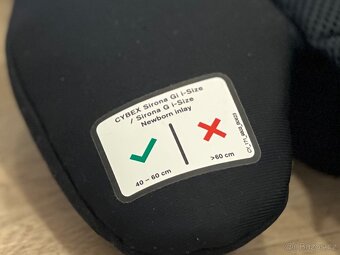 CYBEX Sirona Gi i-Size
/ Sirona G i-Size
Newborn inlay
40 – 60 cm
>60 cm